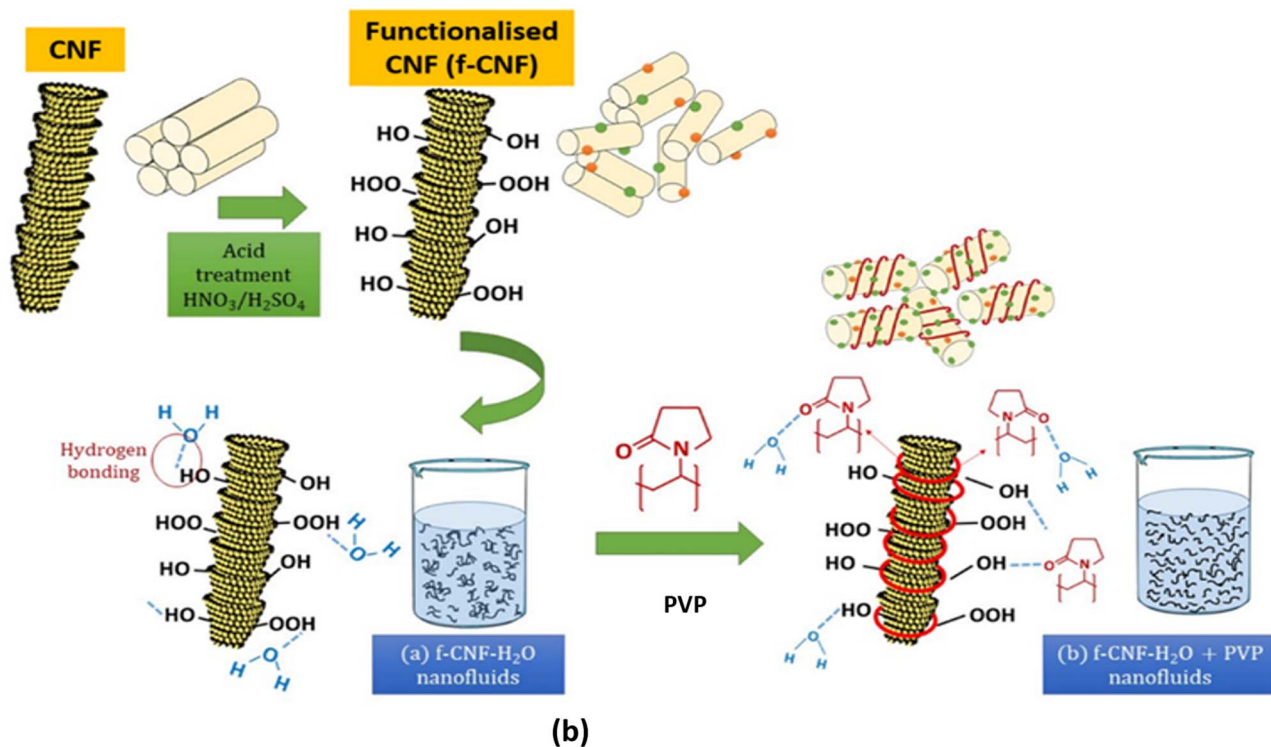 CNF
Functionalised
CNF (f-CNF)
HO
OH
HOO
OOH
HO
OH
HO
OOH
Acid
treatment
HNO₃/H₂SO₄
H
H
O
Hydrogen
bonding
HO
OH
HOO
OOH
H
O
H
HO
OH
HO
OOH
H
O
H
(a) f-CNF-H₂O
nanofluids
O
N
PVP
O
N
H
O
H
N
O
O
H
H
HO
OH
HOO
OOH
HO
OH
O
N
HO
OOH
H
O
H
(b) f-CNF-H₂O + PVP
nanofluids
(b)